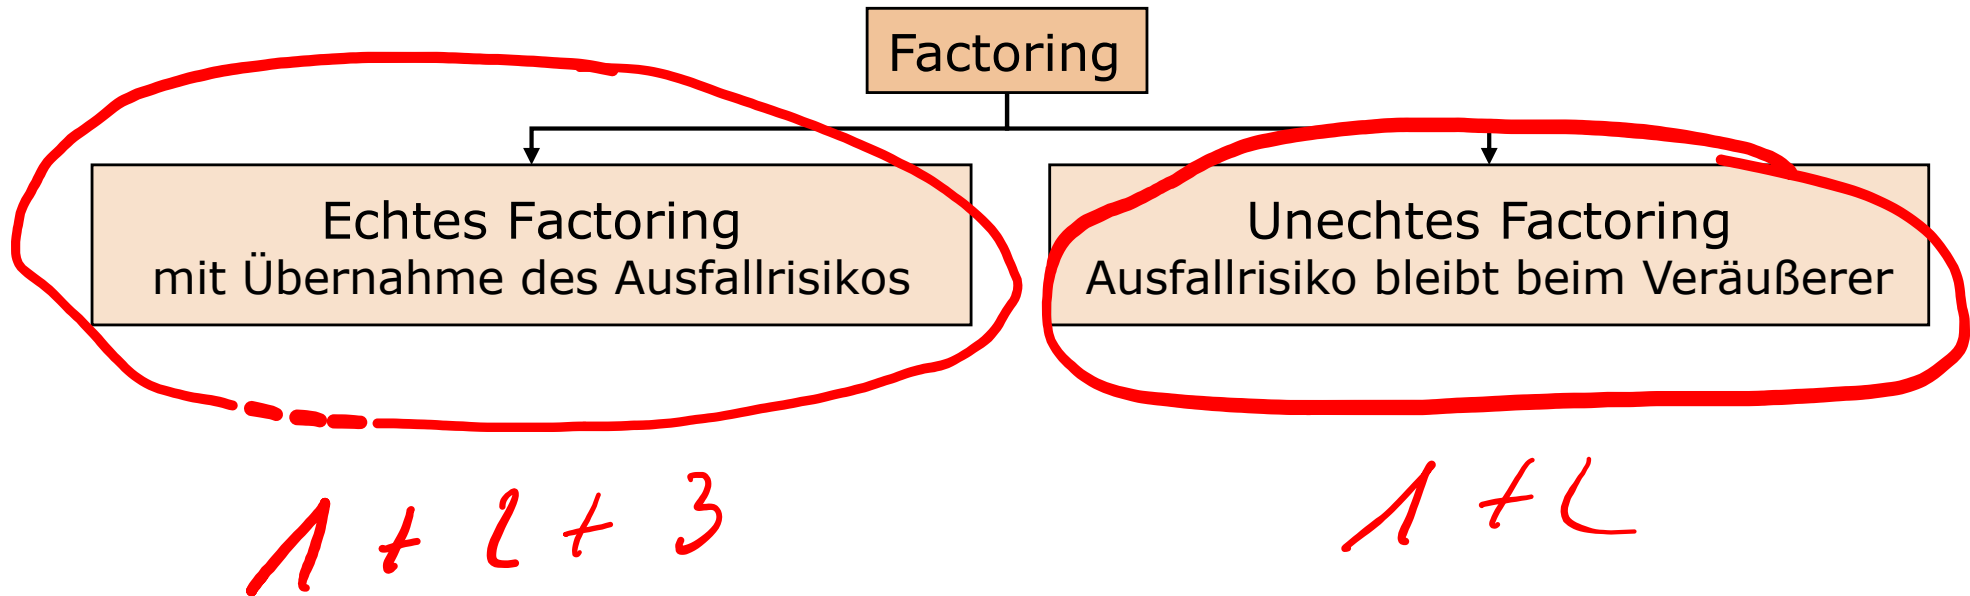 Factoring
Echtes Factoring
mit Übernahme des Ausfallrisikos
Unechtes Factoring
Ausfallrisiko bleibt beim Veräußerer
1 + 2 + 3
1 + 2